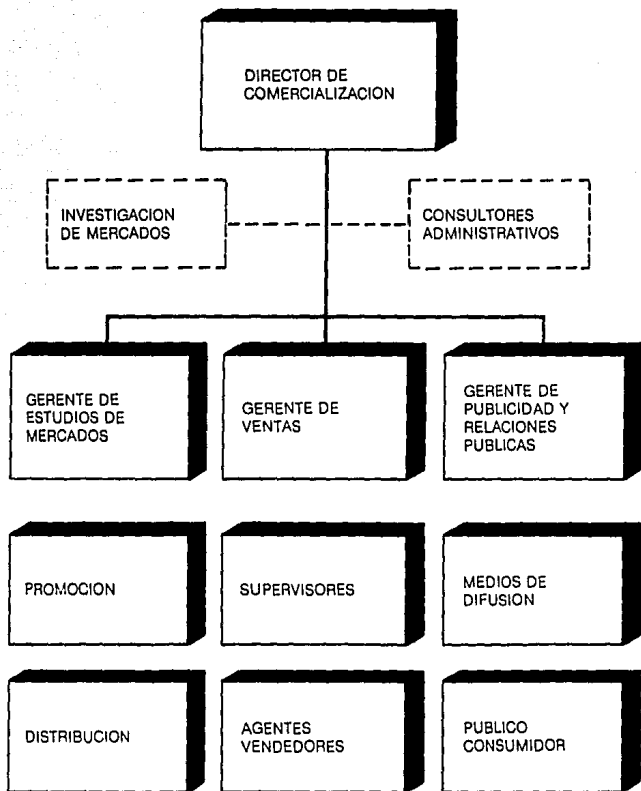 DIRECTOR DE
COMERCIALIZACION
INVESTIGACION
DE MERCADOS
CONSULTORES
ADMINISTRATIVOS
GERENTE DE
ESTUDIOS DE
MERCADOS
GERENTE DE
VENTAS
GERENTE DE
PUBLICIDAD Y
RELACIONES
PUBLICAS
PROMOCION
SUPERVISORES
MEDIOS DE
DIFUSION
DISTRIBUCION
AGENTES
VENDEDORES
PUBLICO
CONSUMIDOR